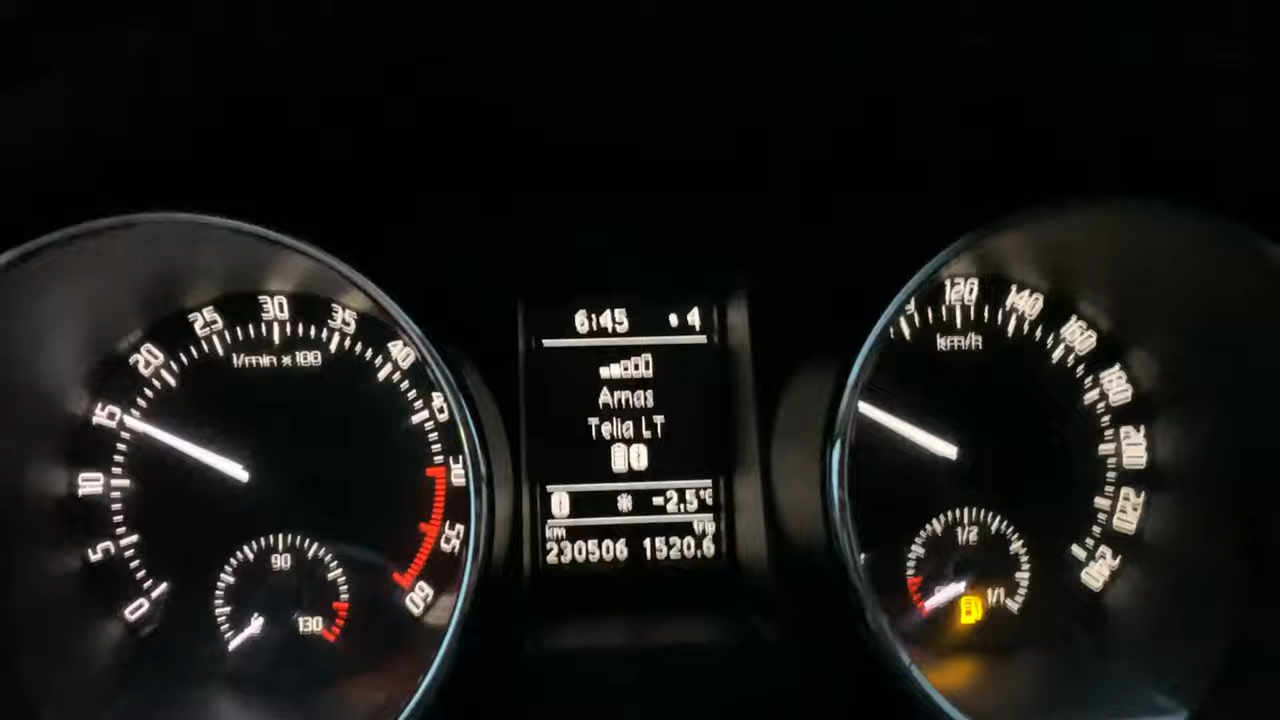 6:45 4
Arnas
Telia LT
-2,5°C
km trip
230506 1520.6
0 5 10 15 20 25 30 35 40 45 50 55 60
1/min x 100
90
130
120 140 160 180 200 220 240
km/h
1/2
1/1